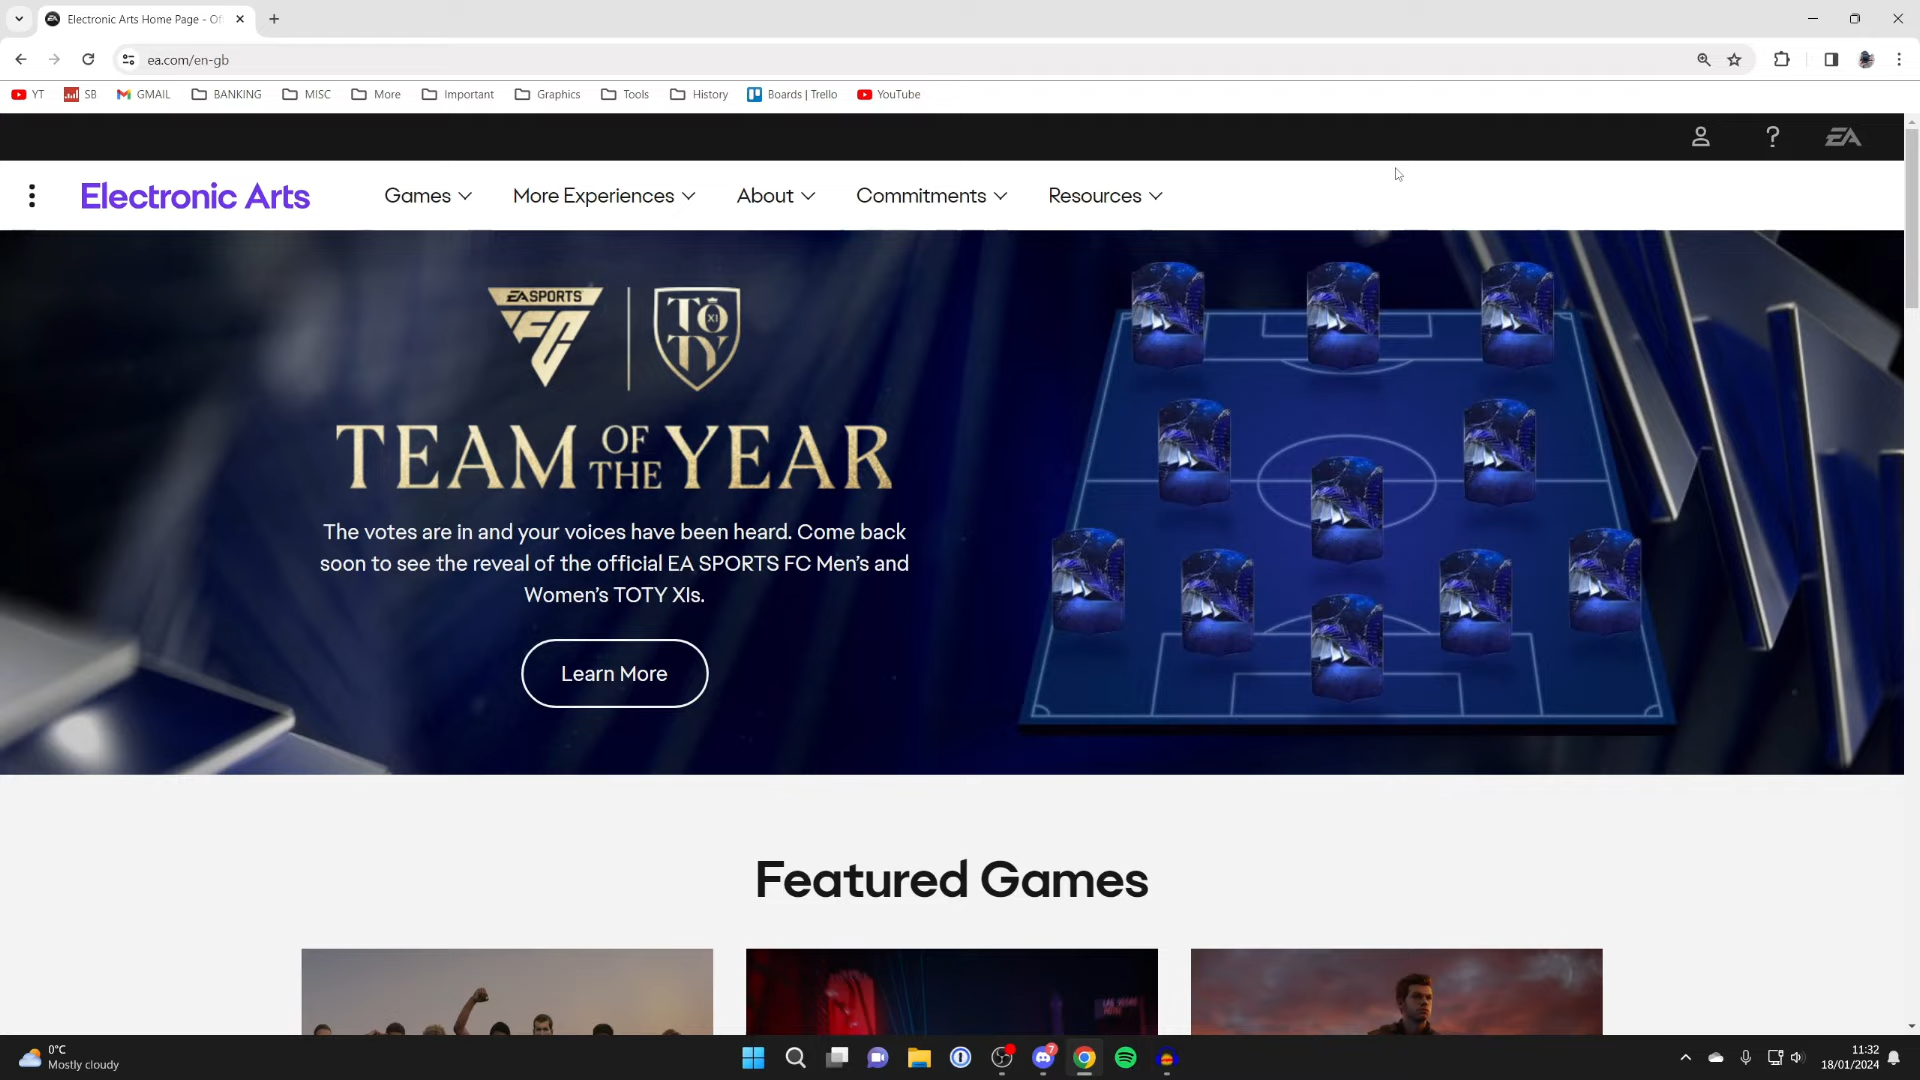 Electronic Arts Home Page - Of
ea.com/en-gb
YT SB GMAIL BANKING MISC More Important Graphics Tools History Boards | Trello YouTube
EA
Electronic Arts Games More Experiences About Commitments Resources
EA SPORTS
FC
TOTY
XI
TEAM OF THE YEAR
The votes are in and your voices have been heard. Come back
soon to see the reveal of the official EA SPORTS FC Men's and
Women's TOTY XIs.
Learn More
Featured Games
0°C
Mostly cloudy
7
11:32
18/01/2024